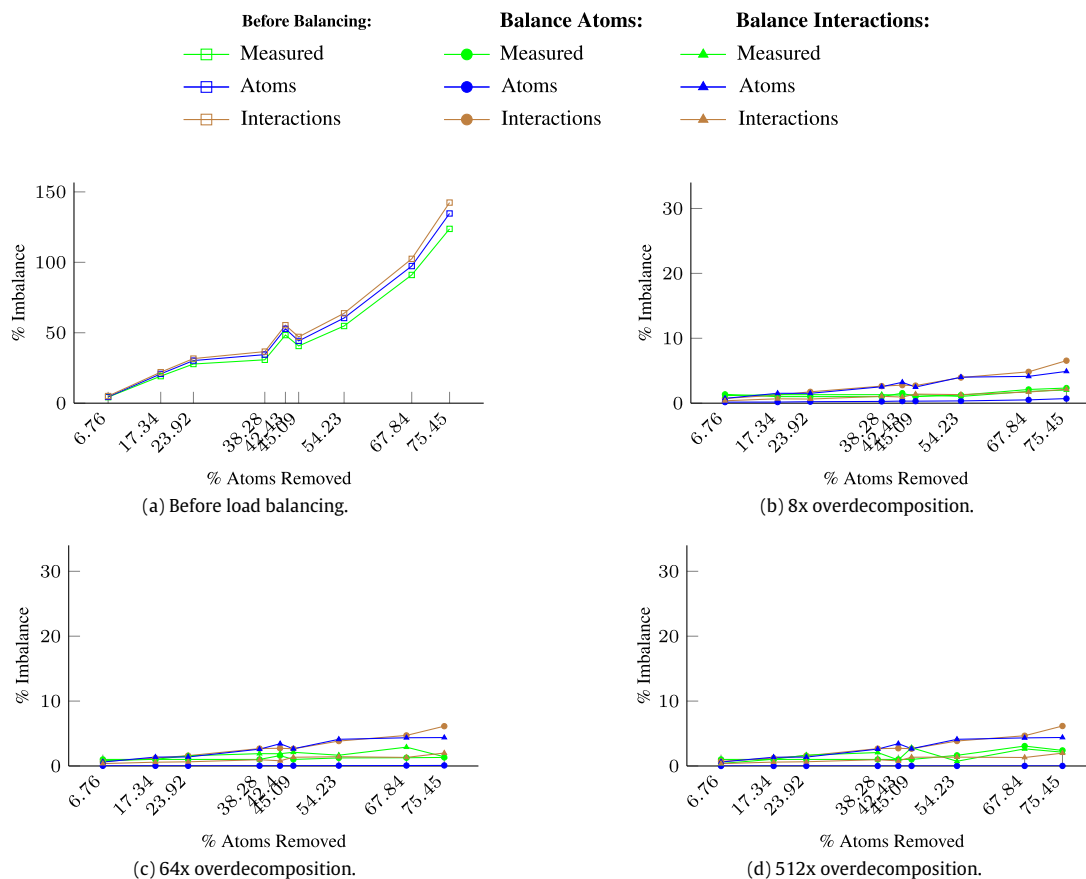 Before Balancing: Balance Atoms: Balance Interactions:
Measured Measured Measured
Atoms Atoms Atoms
Interactions Interactions Interactions
150
100
50
0
% Imbalance
6.76 17.34 23.92 38.28 42.43 45.09 54.23 67.84 75.45
% Atoms Removed
(a) Before load balancing.
30
20
10
0
% Imbalance
6.76 17.34 23.92 38.28 42.43 45.09 54.23 67.84 75.45
% Atoms Removed
(b) 8x overdecomposition.
30
20
10
0
% Imbalance
6.76 17.34 23.92 38.28 42.4 45.09 54.23 67.84 75.45
% Atoms Removed
(c) 64x overdecomposition.
30
20
10
0
% Imbalance
6.76 17.34 23.92 38.28 42.43 45.09 54.23 67.84 75.45
% Atoms Removed
(d) 512x overdecomposition.